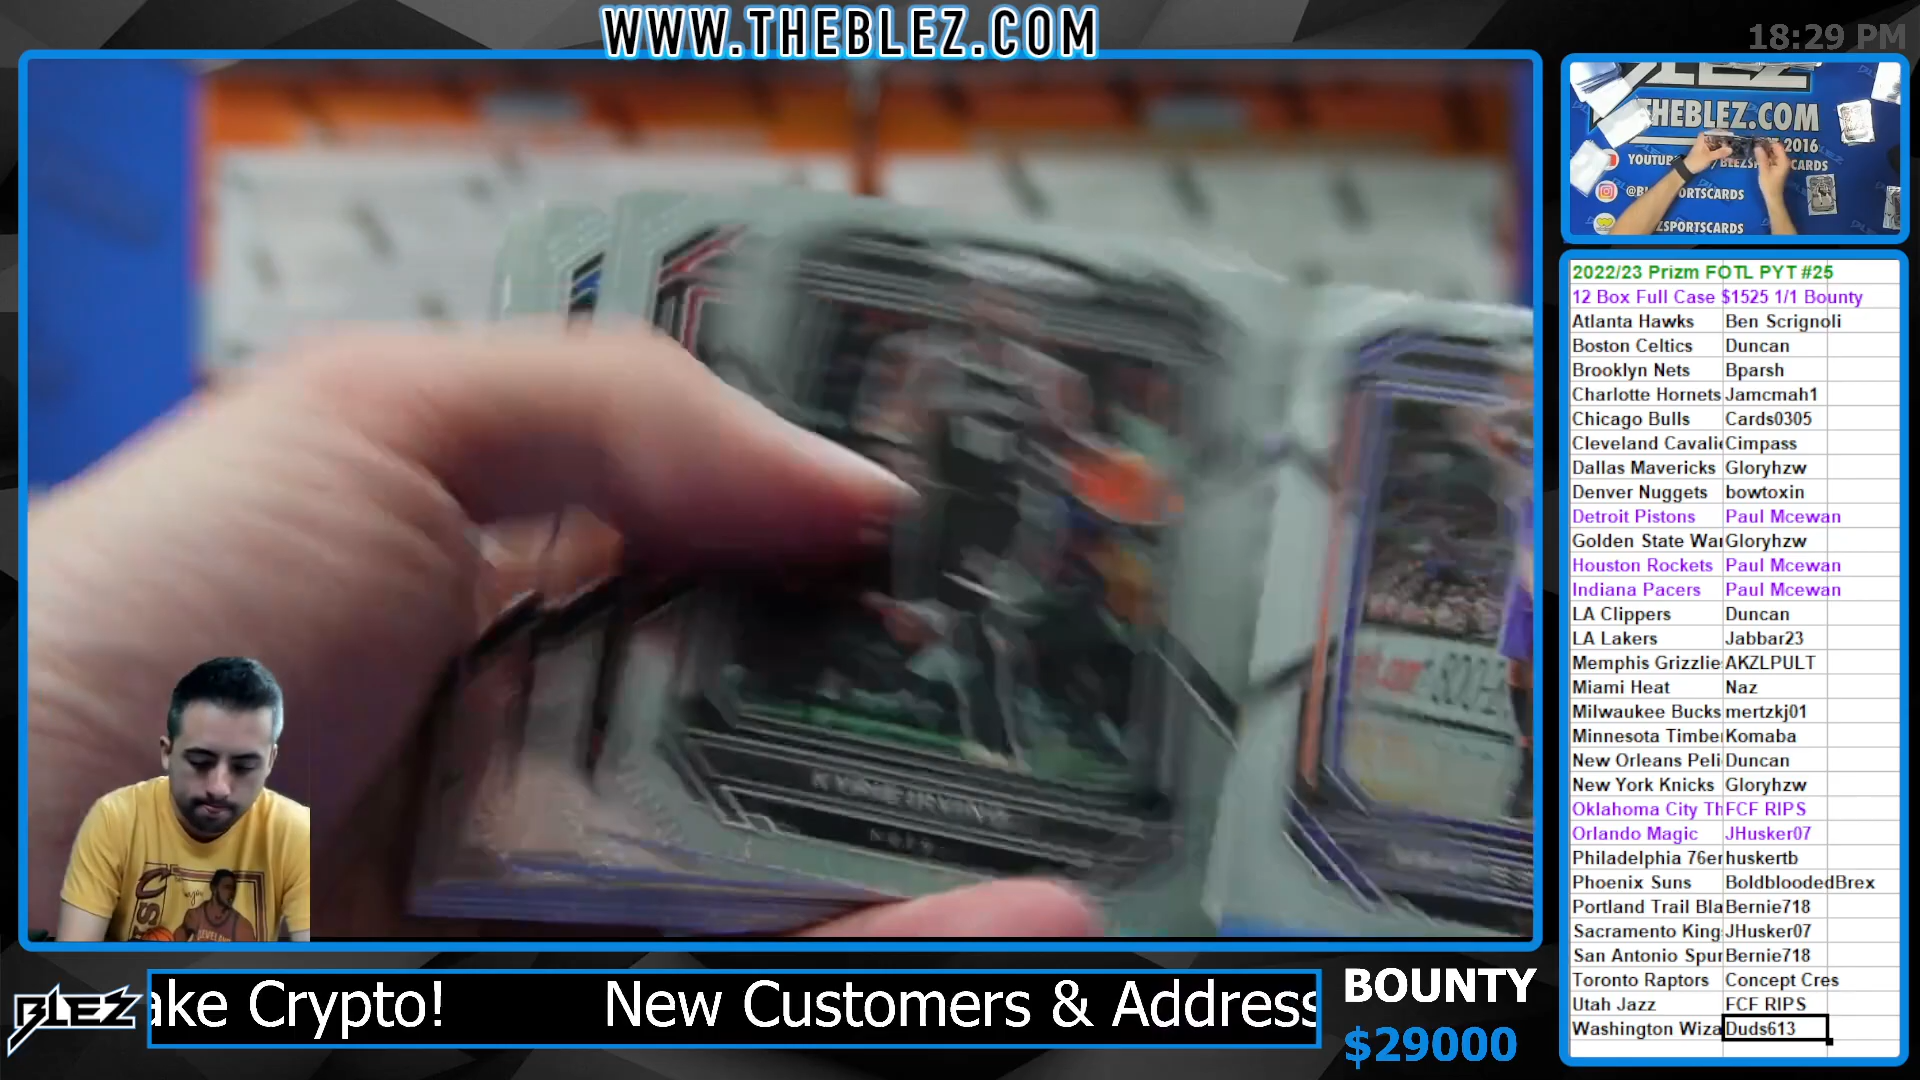 WWW.THEBLEZ.COM
18:29 PM
BLEZ
THEBLEZ.COM
2016
CARDS
ORTSCARDS
ZSPORTSCARDS
2022/23 Prizm FOTL PYT #25
12 Box Full Case $1525 1/1 Bounty
Atlanta Hawks Ben Scrignoli
Boston Celtics Duncan
Brooklyn Nets Bparsh
Charlotte Hornets Jamcmah1
Chicago Bulls Cards0305
Cleveland Cavalie Cimpass
Dallas Mavericks Gloryhzw
Denver Nuggets bowtoxin
Detroit Pistons Paul Mcewan
Golden State War Gloryhzw
Houston Rockets Paul Mcewan
Indiana Pacers Paul Mcewan
LA Clippers Duncan
LA Lakers Jabbar23
Memphis Grizzlie AKZLPULT
Miami Heat Naz
Milwaukee Bucks mertzkj01
Minnesota Timbe Komaba
New Orleans Peli Duncan
New York Knicks Gloryhzw
Oklahoma City Th FCF RIPS
Orlando Magic JHusker07
Philadelphia 76er huskertb
Phoenix Suns BoldbloodedBrex
Portland Trail Bla Bernie718
Sacramento King JHusker07
San Antonio Spur Bernie718
Toronto Raptors Concept Cres
Utah Jazz FCF RIPS
Washington Wiza Duds613
KYRIE IRVING
NETS
BLEZ
ake Crypto! New Customers & Address
BOUNTY
$29000